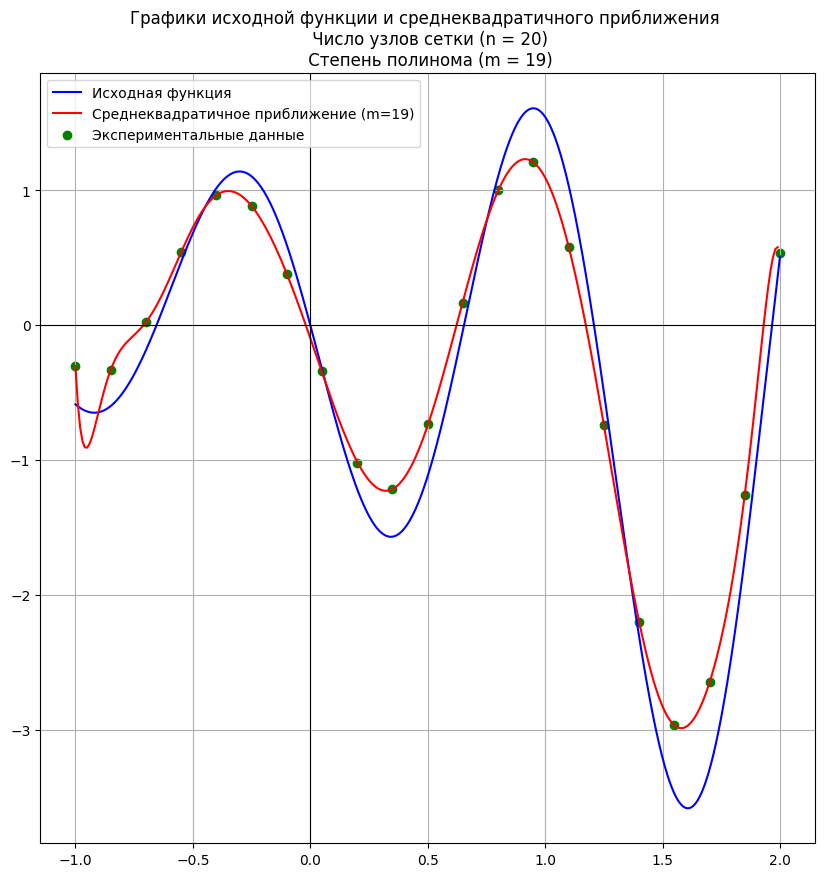 Графики исходной функции и среднеквадратичного приближения
Число узлов сетки (n = 20)
Степень полинома (m = 19)
Исходная функция
Среднеквадратичное приближение (m=19)
Экспериментальные данные
1
0
−1
−2
−3
−1.0
−0.5
0.0
0.5
1.0
1.5
2.0